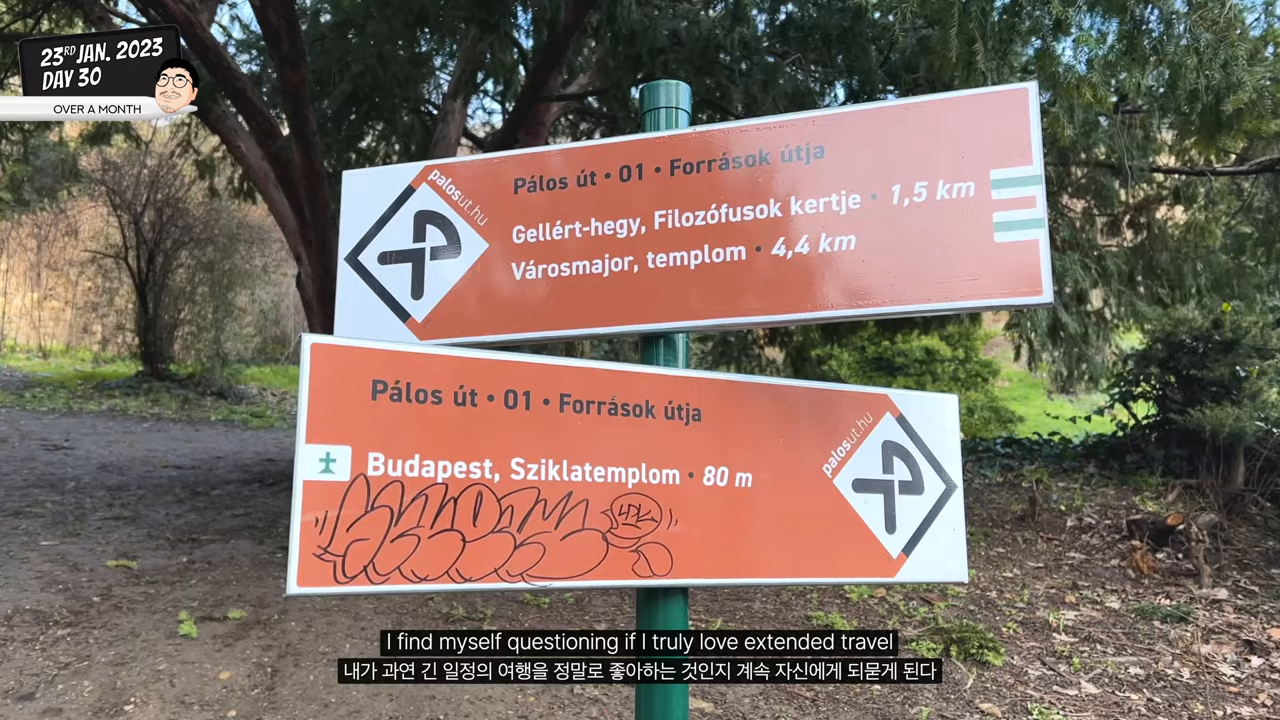 23RD JAN. 2023
DAY 30
OVER A MONTH
palosut.hu
Pálos út • 01 • Források útja
Gellért-hegy, Filozófusok kertje • 1,5 km
Városmajor, templom • 4,4 km
Pálos út • 01 • Források útja
Budapest, Sziklatemplom • 80 m
palosut.hu
I find myself questioning if I truly love extended travel
내가 과연 긴 일정의 여행을 정말로 좋아하는 것인지 계속 자신에게 되묻게 된다